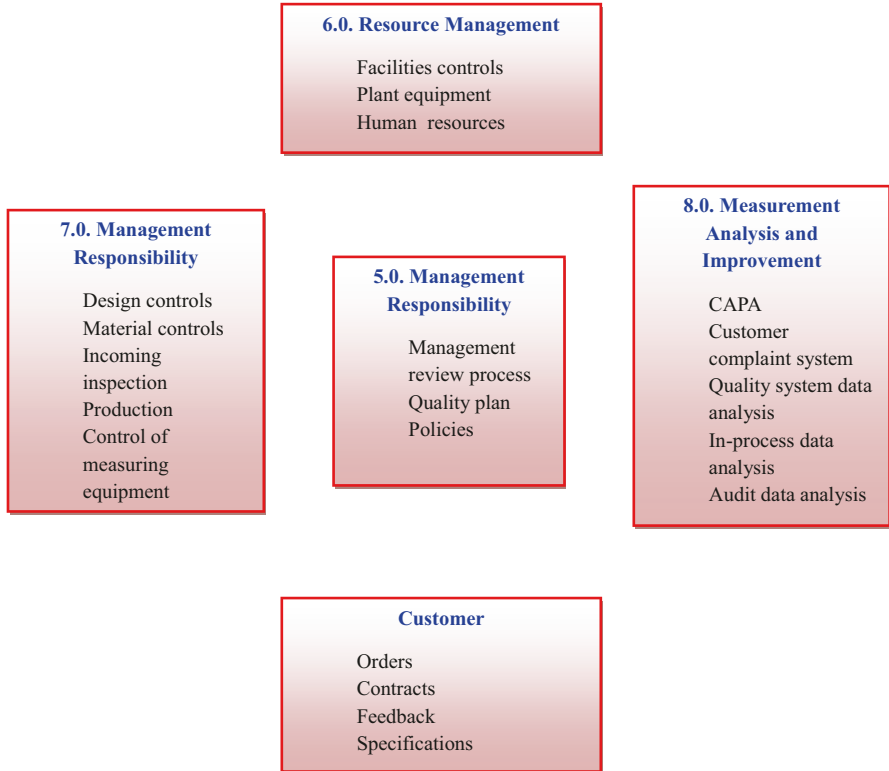 6.0. Resource Management
Facilities controls
Plant equipment
Human resources
7.0. Management
Responsibility
Design controls
Material controls
Incoming
inspection
Production
Control of
measuring
equipment
5.0. Management
Responsibility
Management
review process
Quality plan
Policies
8.0. Measurement
Analysis and
Improvement
CAPA
Customer
complaint system
Quality system data
analysis
In-process data
analysis
Audit data analysis
Customer
Orders
Contracts
Feedback
Specifications